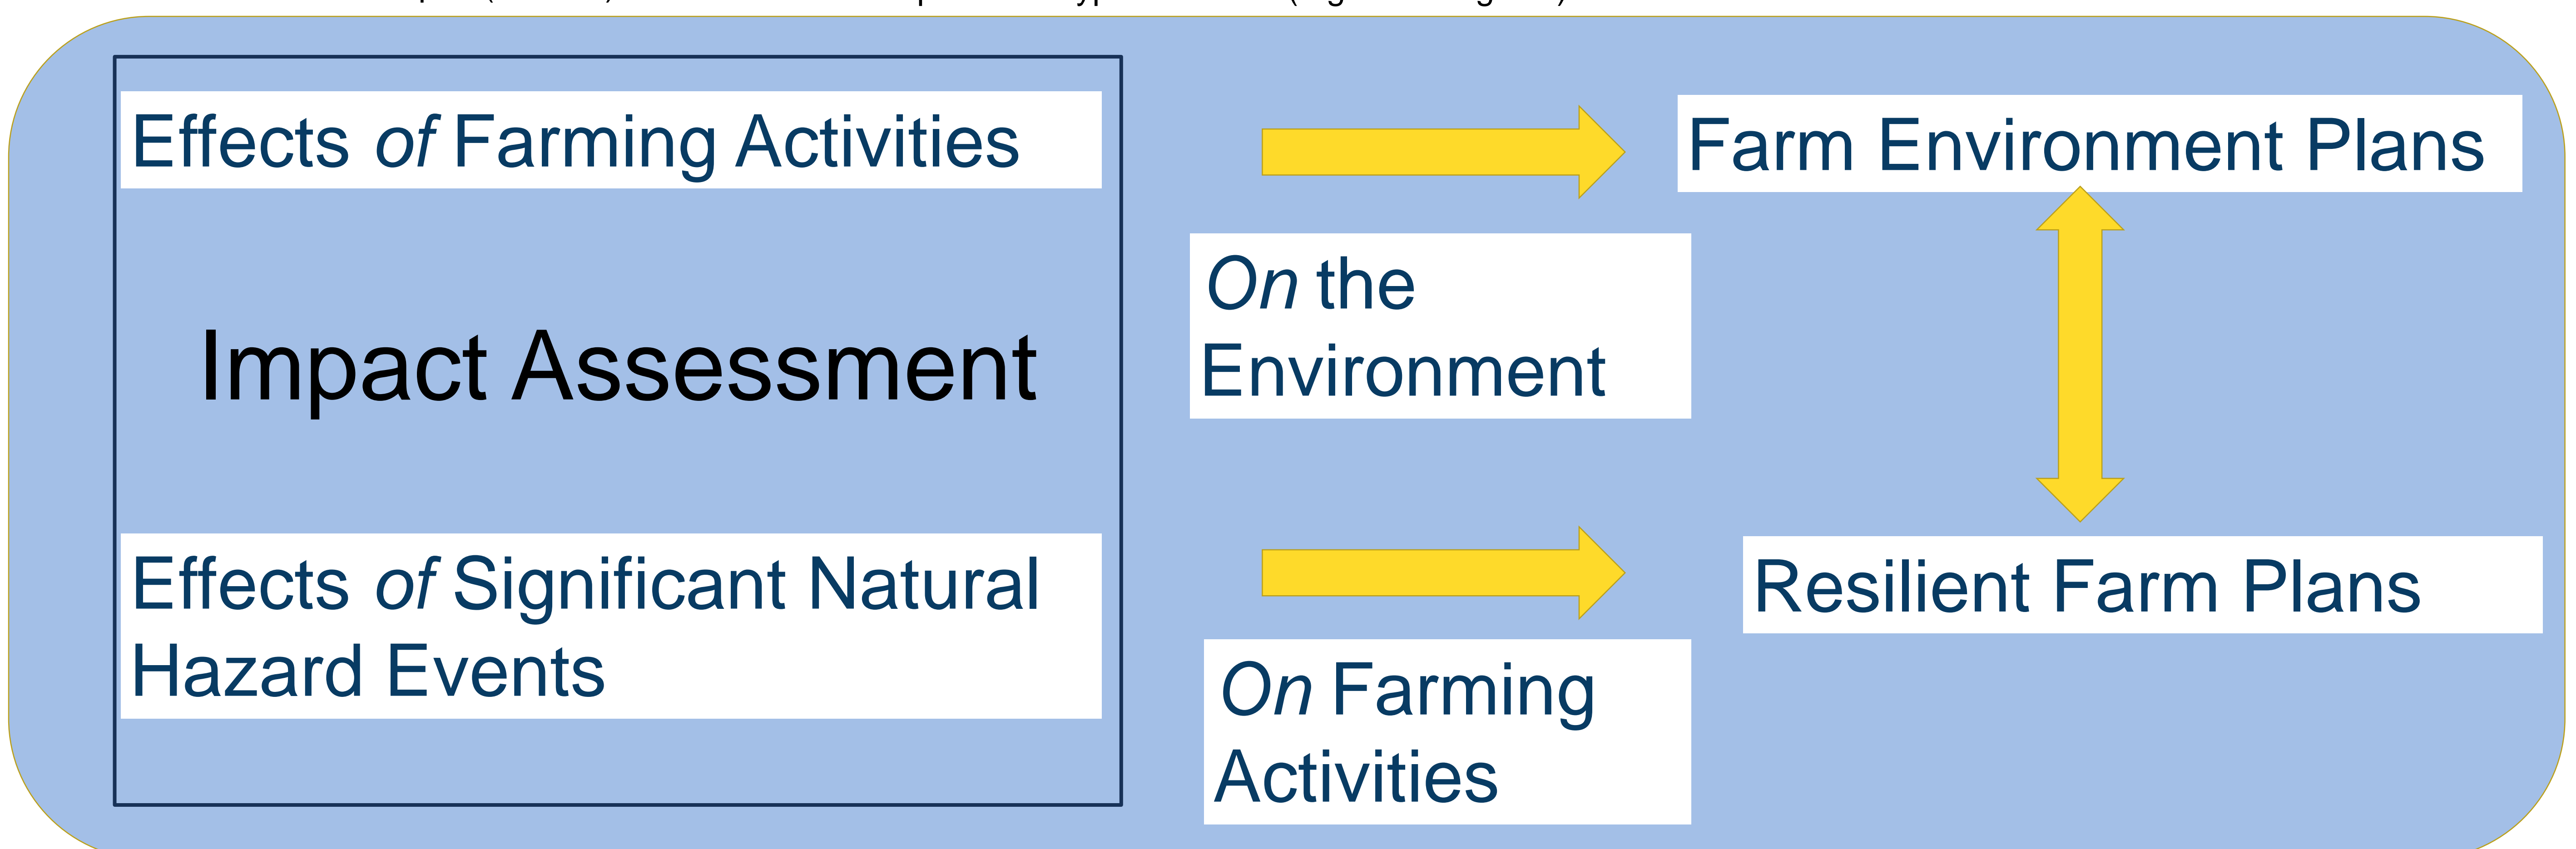 Effects of Farming Activities
Farm Environment Plans
On the
Environment
Impact Assessment
Effects of Significant Natural
Hazard Events
Resilient Farm Plans
On Farming
Activities